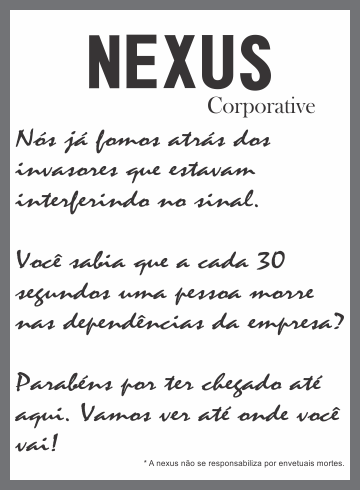 NEXUS
Corporative
Nós já fomos atrás dos
invasores que estavam
interferindo no sinal.
Você sabia que a cada 30
segundos uma pessoa morre
nas dependências da empresa?
Parabéns por ter chegado até
aqui. Vamos ver até onde você
vai!
* A nexus não se responsabiliza por envetuais mortes.